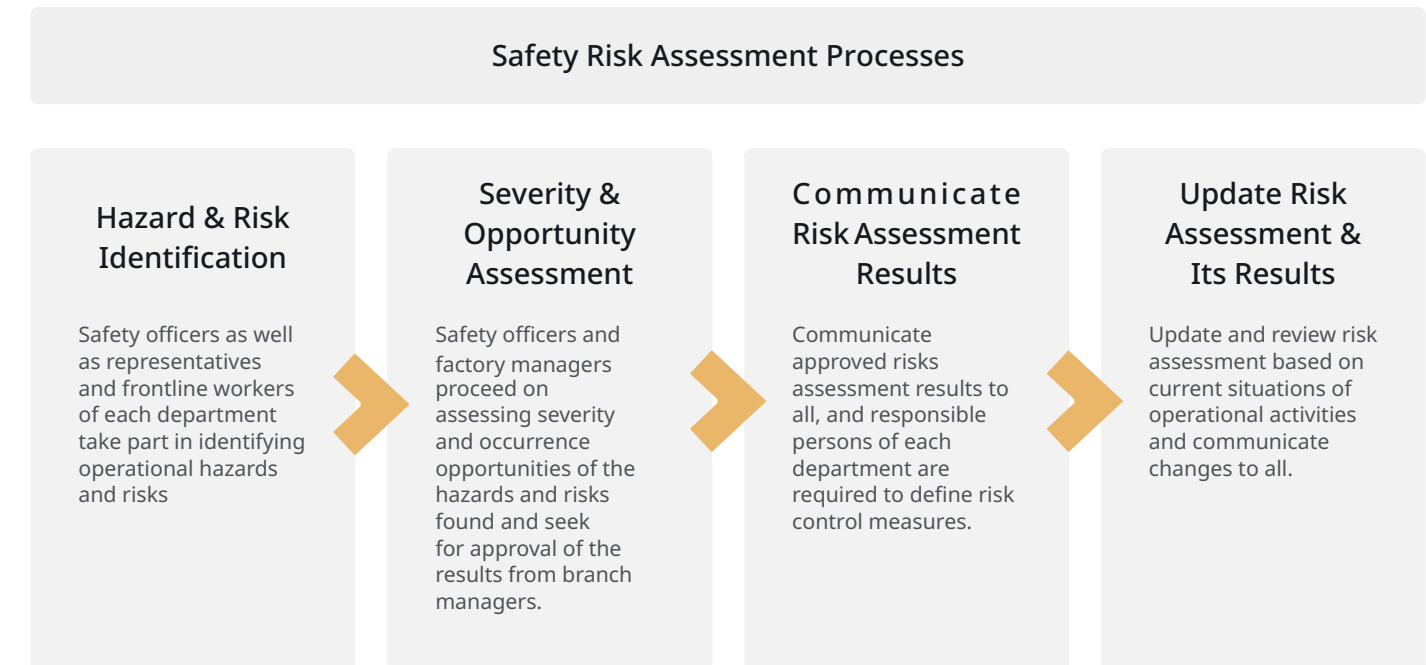 Safety Risk Assessment Processes
Hazard & Risk
Identification
Safety officers as well
as representatives
and frontline workers
of each department
take part in identifying
operational hazards
and risks
Severity &
Opportunity
Assessment
Safety officers and
factory managers
proceed on
assessing severity
and occurrence
opportunities of the
hazards and risks
found and seek
for approval of the
results from branch
managers.
Communicate
Risk Assessment
Results
Communicate
approved risks
assessment results to
all, and responsible
persons of each
department are
required to define risk
control measures.
Update Risk
Assessment &
Its Results
Update and review risk
assessment based on
current situations of
operational activities
and communicate
changes to all.